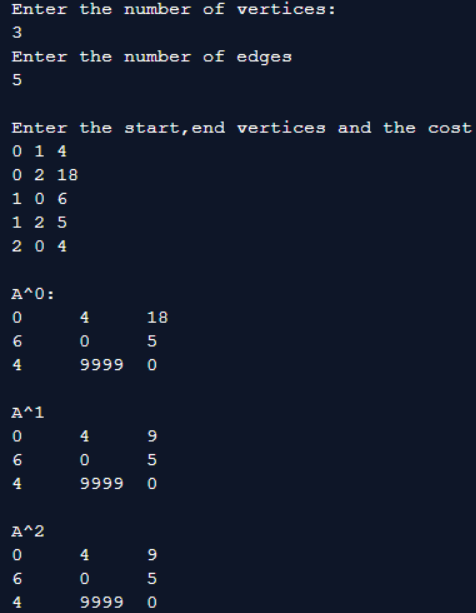 Enter the number of vertices:
3
Enter the number of edges
5
Enter the start,end vertices and the cost
0 1 4
0 2 18
1 0 6
1 2 5
2 0 4
A^0:
0 4 18
6 0 5
4 9999 0
A^1
0 4 9
6 0 5
4 9999 0
A^2
0 4 9
6 0 5
4 9999 0